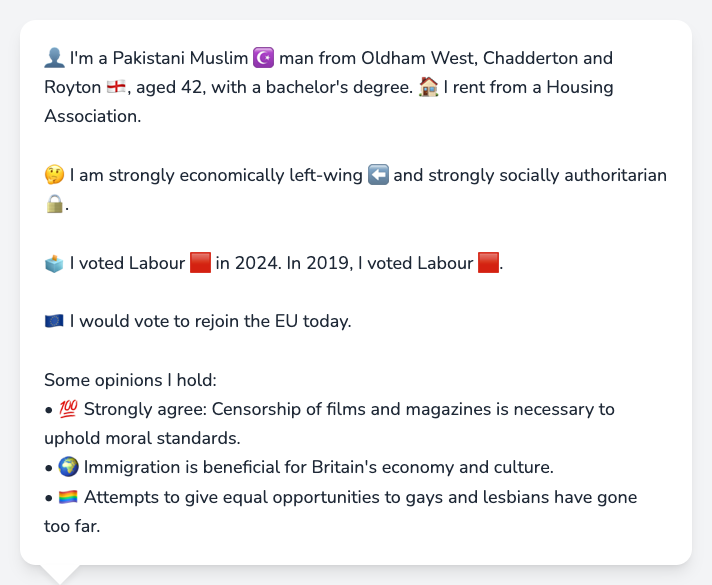 👤 I'm a Pakistani Muslim ☪️ man from Oldham West, Chadderton and
Royton 🏴󠁧󠁢󠁥󠁮󠁧󠁿, aged 42, with a bachelor's degree. 🏠 I rent from a Housing
Association.
🤔 I am strongly economically left-wing ⬅️ and strongly socially authoritarian
🔒.
🗳️ I voted Labour 🟥 in 2024. In 2019, I voted Labour 🟥.
🇪🇺 I would vote to rejoin the EU today.
Some opinions I hold:
• 💯 Strongly agree: Censorship of films and magazines is necessary to
uphold moral standards.
• 🌍 Immigration is beneficial for Britain's economy and culture.
• 🏳️‍🌈 Attempts to give equal opportunities to gays and lesbians have gone
too far.